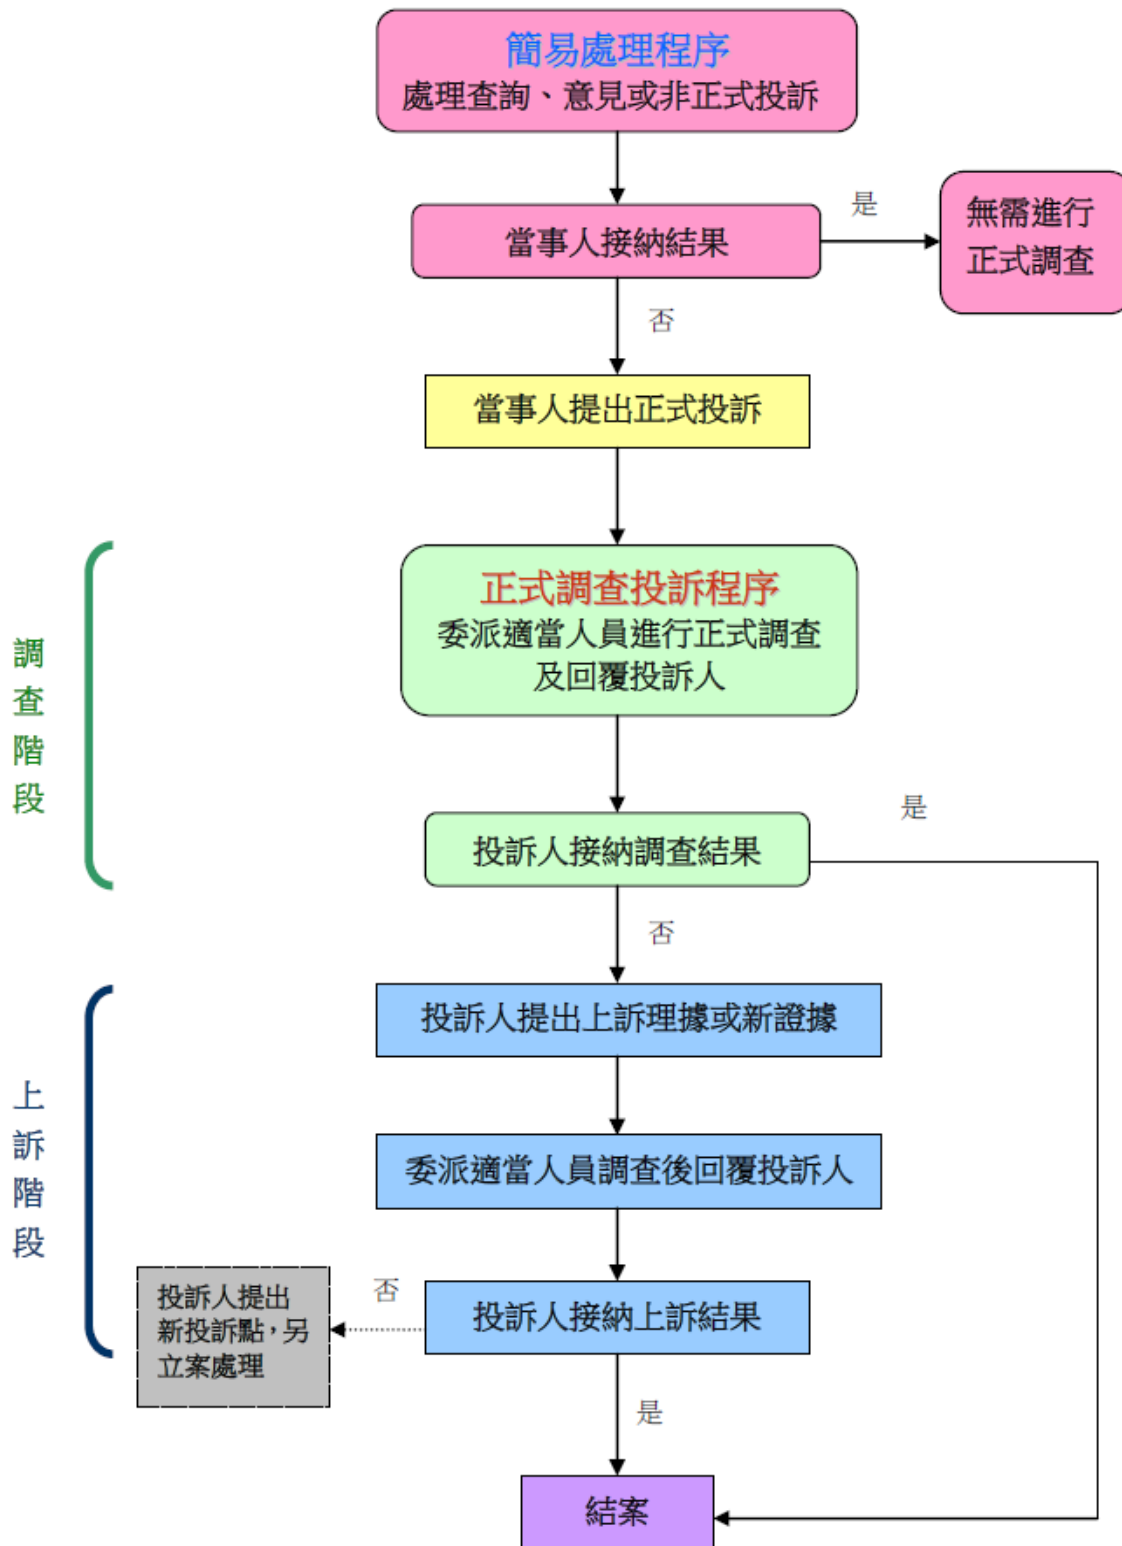 簡易處理程序
處理查詢、意見或非正式投訴
當事人接納結果
是
無需進行
正式調查
否
當事人提出正式投訴
調查階段
正式調查投訴程序
委派適當人員進行正式調查
及回覆投訴人
投訴人接納調查結果
是
否
上訴階段
投訴人提出上訴理據或新證據
委派適當人員調查後回覆投訴人
投訴人接納上訴結果
否
投訴人提出
新投訴點，另
立案處理
是
結案